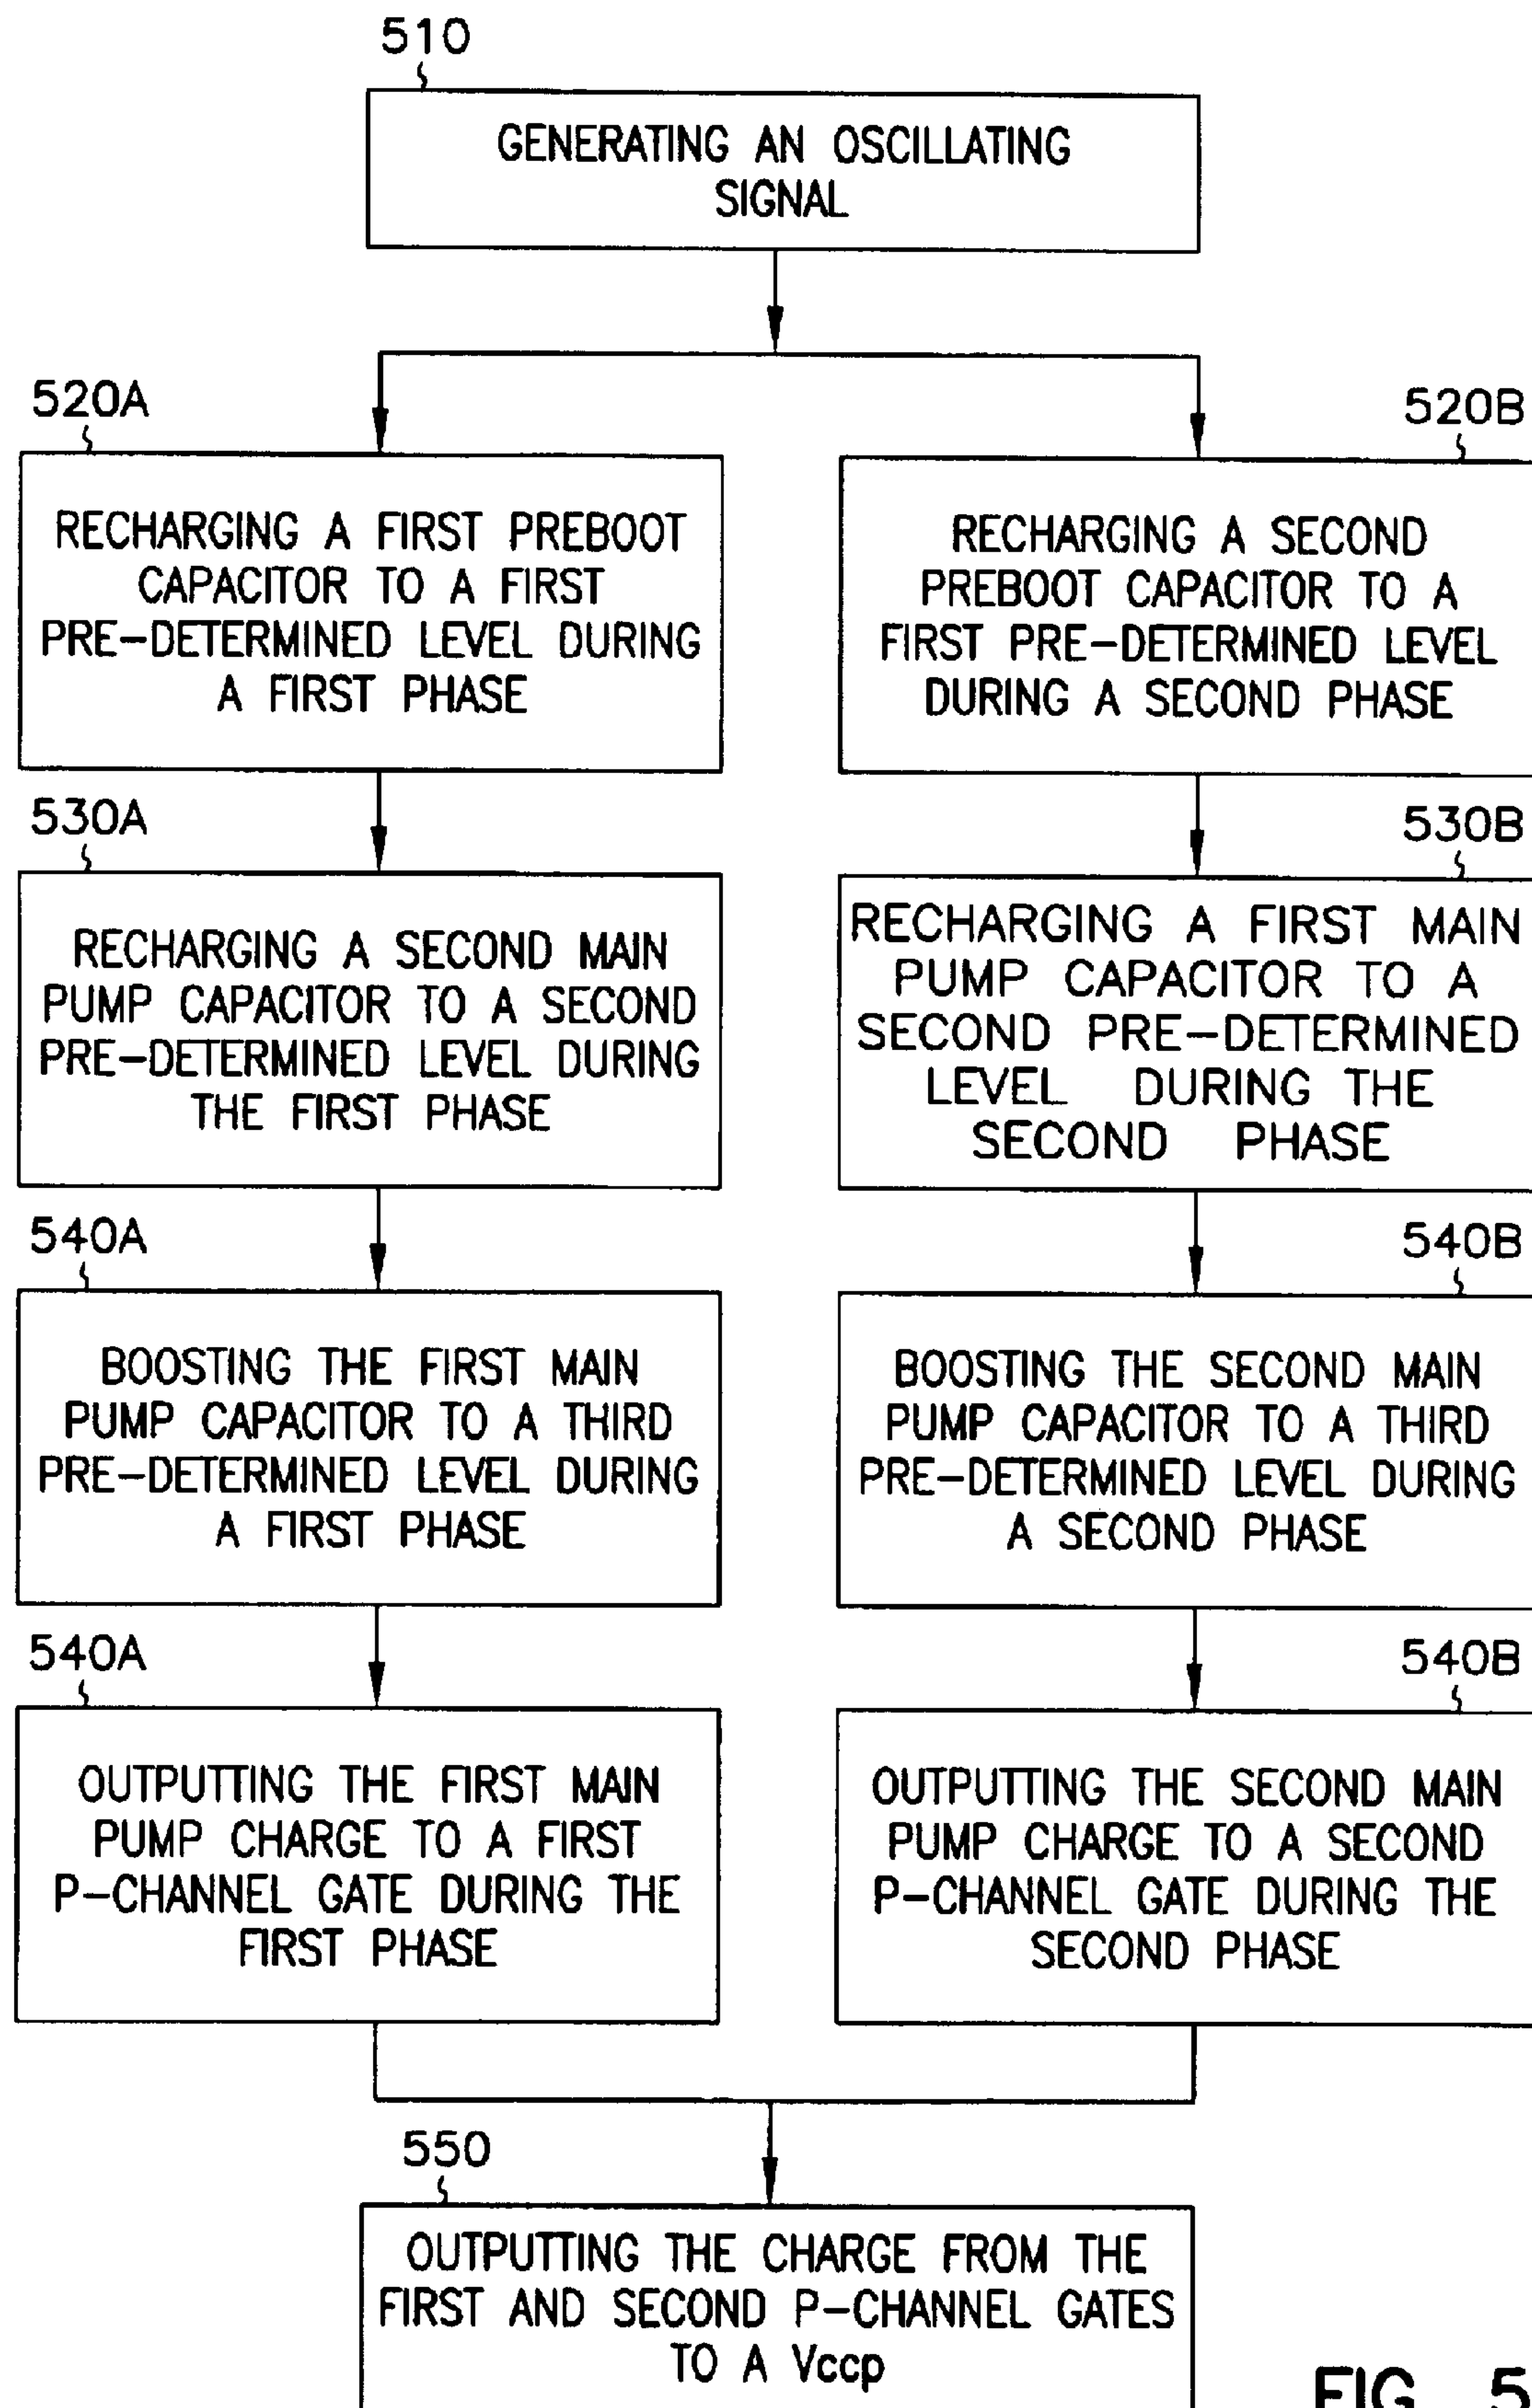 510
GENERATING AN OSCILLATING
SIGNAL
520A
RECHARGING A FIRST PREBOOT
CAPACITOR TO A FIRST
PRE-DETERMINED LEVEL DURING
A FIRST PHASE
520B
RECHARGING A SECOND
PREBOOT CAPACITOR TO A
FIRST PRE-DETERMINED LEVEL
DURING A SECOND PHASE
530A
RECHARGING A SECOND MAIN
PUMP CAPACITOR TO A SECOND
PRE-DETERMINED LEVEL DURING
THE FIRST PHASE
530B
RECHARGING A FIRST MAIN
PUMP CAPACITOR TO A
SECOND PRE-DETERMINED
LEVEL DURING THE
SECOND PHASE
540A
BOOSTING THE FIRST MAIN
PUMP CAPACITOR TO A THIRD
PRE-DETERMINED LEVEL DURING
A FIRST PHASE
540B
BOOSTING THE SECOND MAIN
PUMP CAPACITOR TO A THIRD
PRE-DETERMINED LEVEL DURING
A SECOND PHASE
540A
OUTPUTTING THE FIRST MAIN
PUMP CHARGE TO A FIRST
P-CHANNEL GATE DURING THE
FIRST PHASE
540B
OUTPUTTING THE SECOND MAIN
PUMP CHARGE TO A SECOND
P-CHANNEL GATE DURING THE
SECOND PHASE
550
OUTPUTTING THE CHARGE FROM THE
FIRST AND SECOND P-CHANNEL GATES
TO A Vccp
FIG. 5